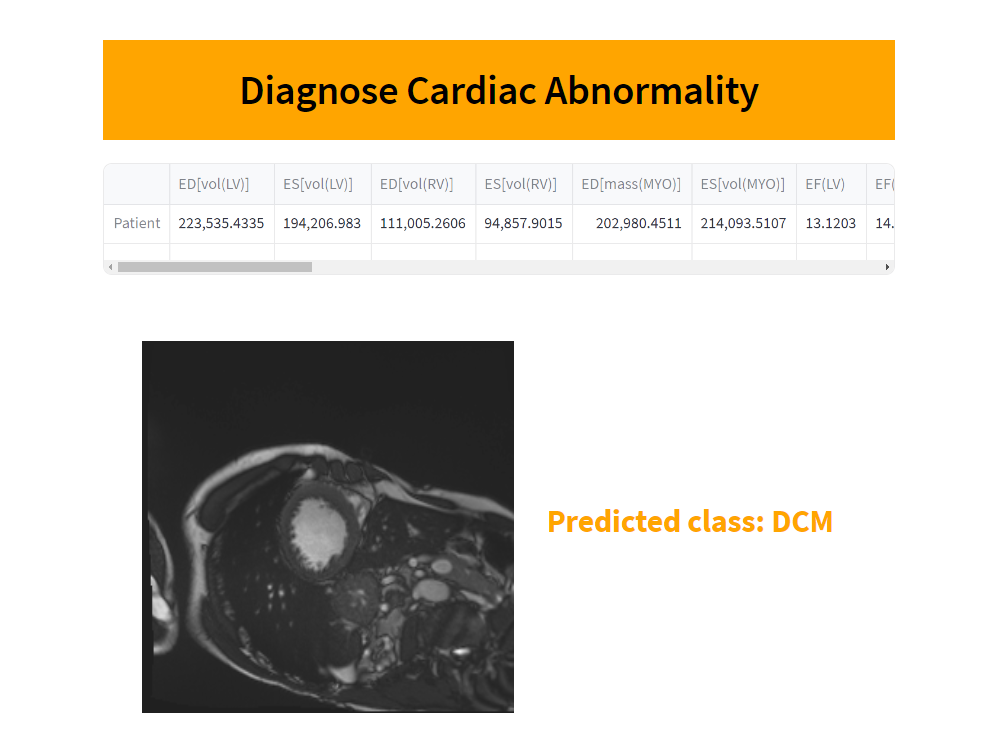 Diagnose Cardiac Abnormality
ED[vol(LV)] ES[vol(LV)] ED[vol(RV)] ES[vol(RV)] ED[mass(MYO)] ES[vol(MYO)] EF(LV) EF(
Patient 223,535.4335 194,206.983 111,005.2606 94,857.9015 202,980.4511 214,093.5107 13.1203 14.
Predicted class: DCM